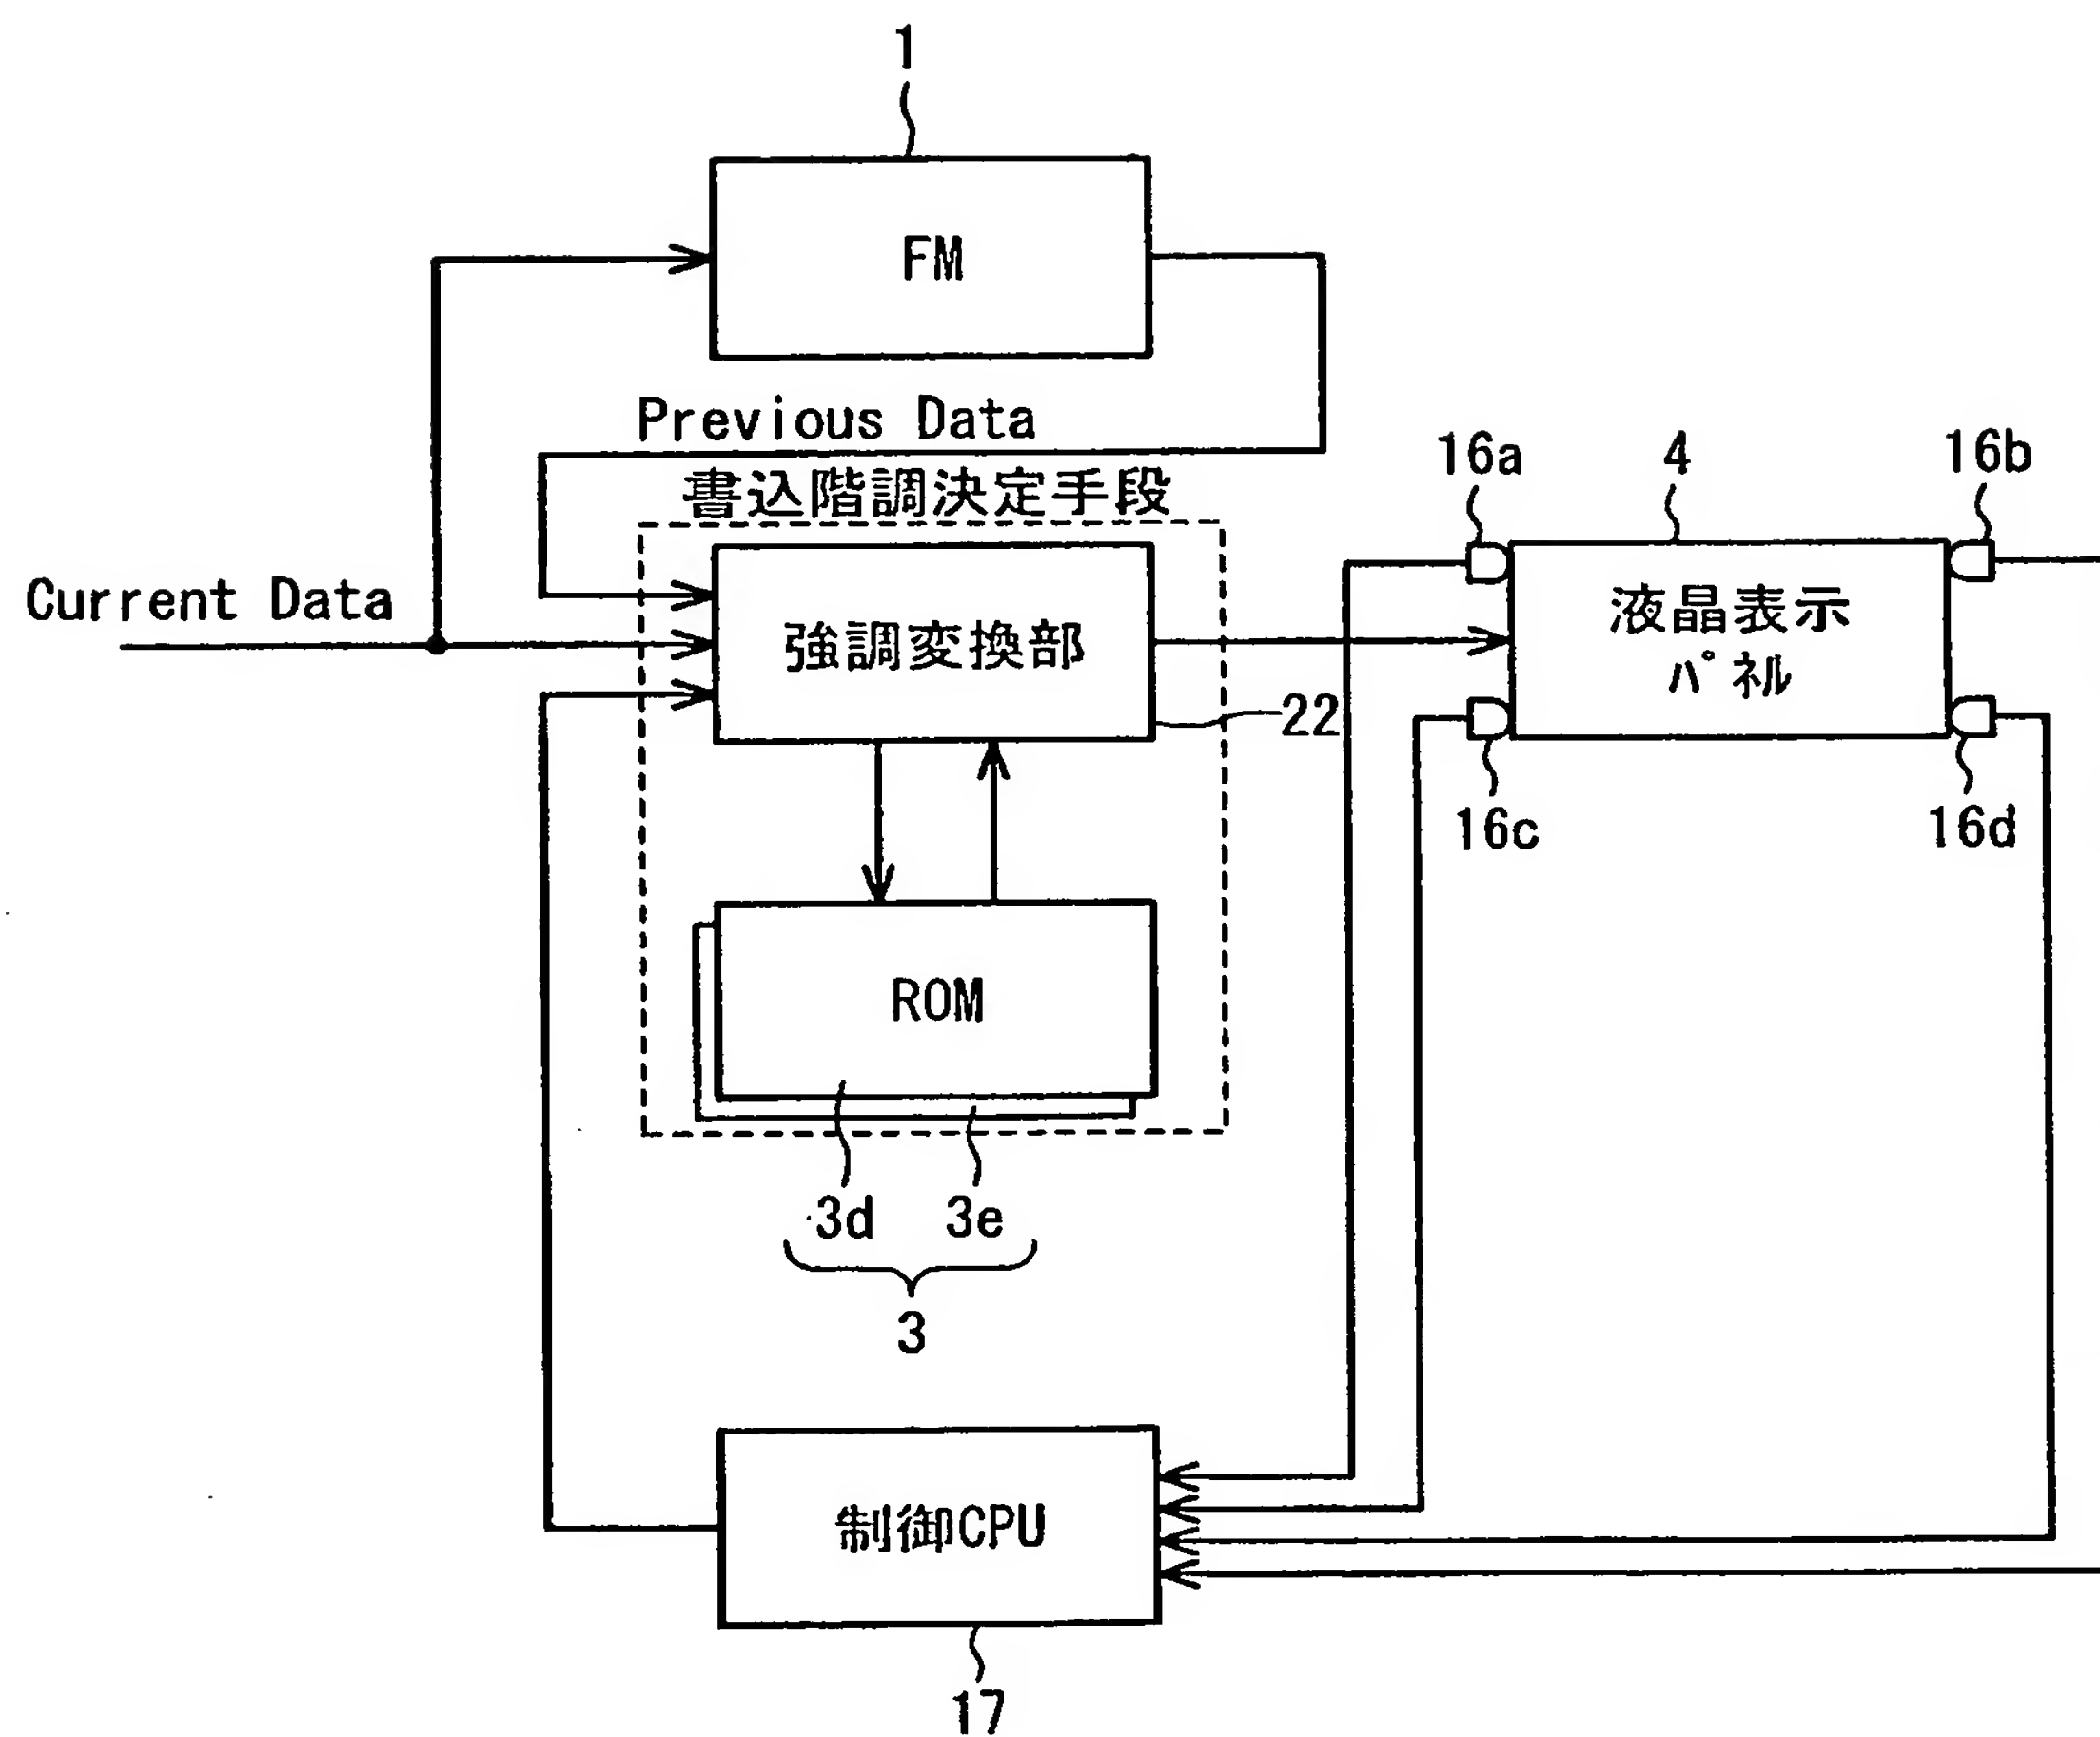 1
FM
Previous Data
書込階調決定手段
16a
4
16b
Current Data
強調変換部
液晶表示
パネル
22
16c
16d
ROM
3d
3e
3
制御CPU
17